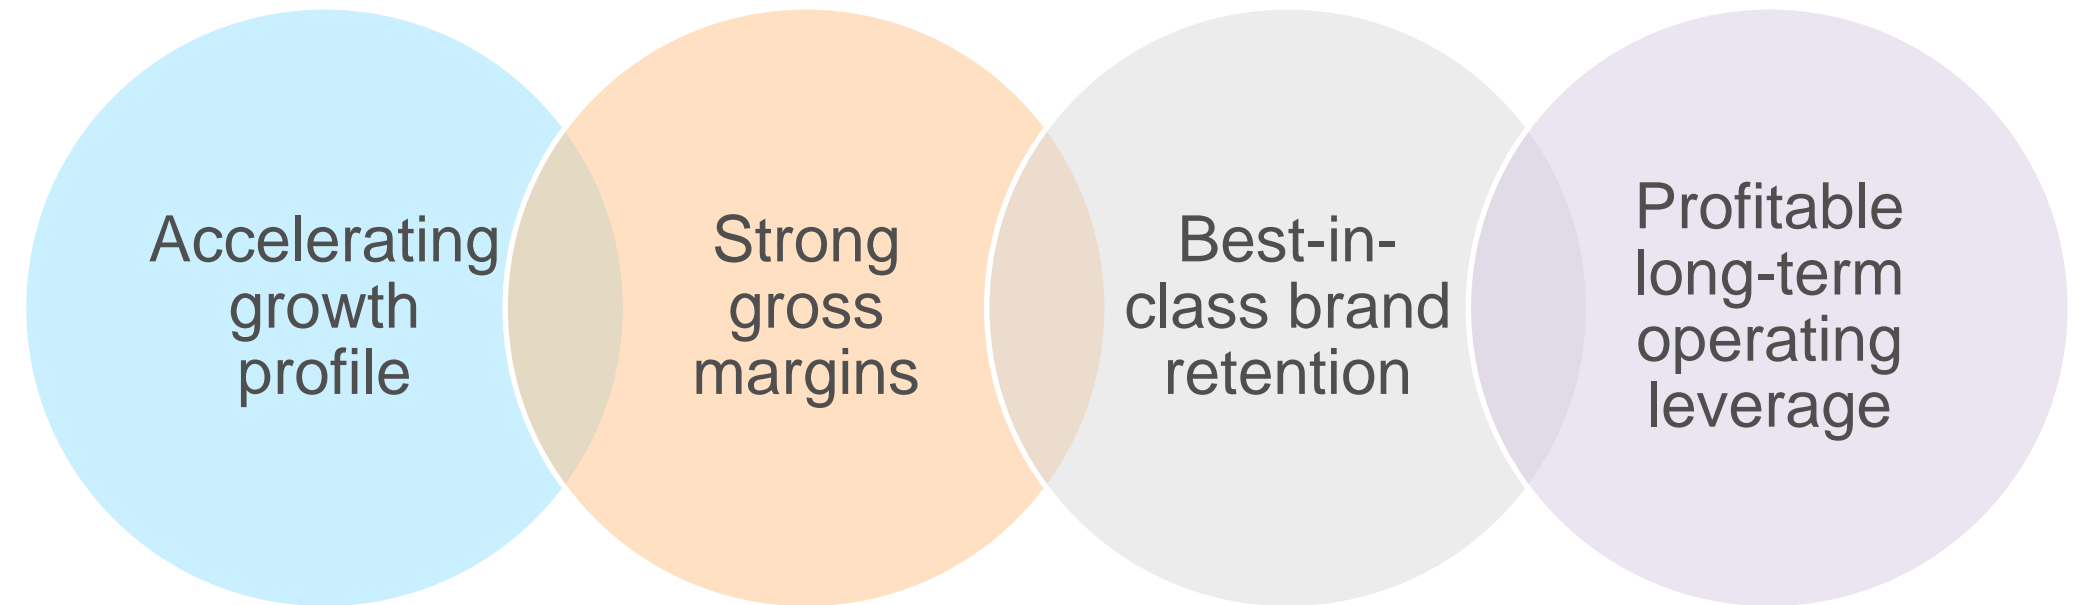 Accelerating
growth
profile
Strong
gross
margins
Best-in-
class brand
retention
Profitable
long-term
operating
leverage